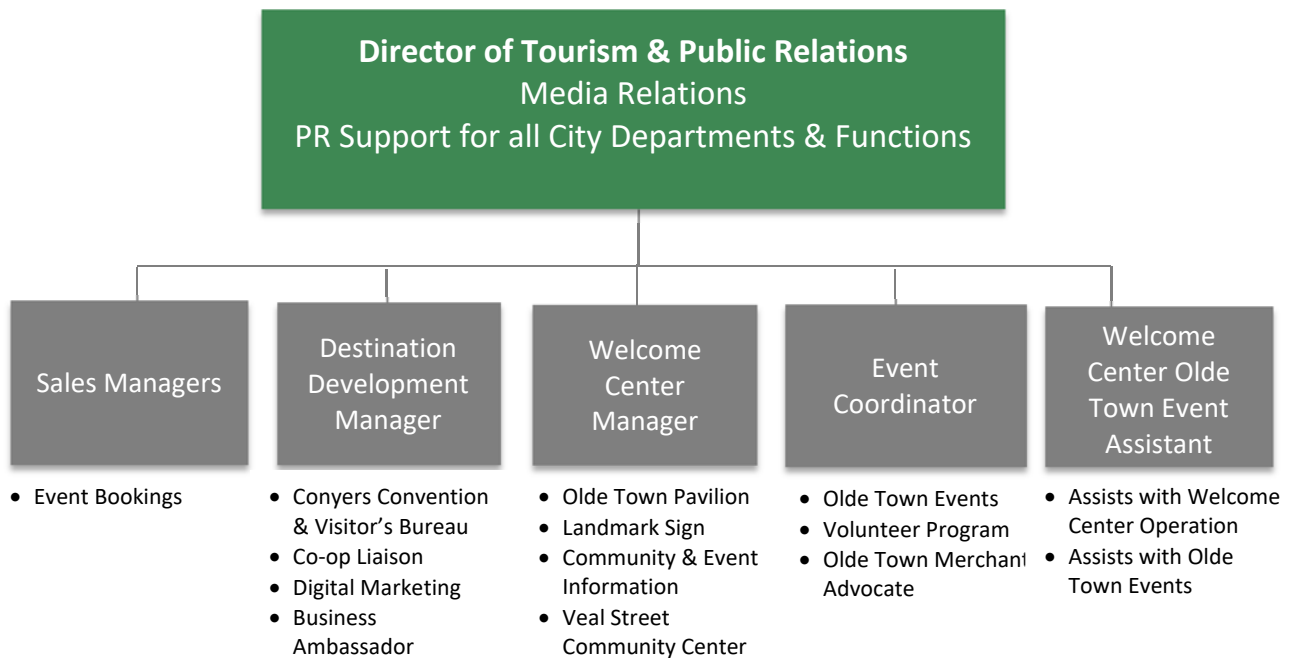 Director of Tourism & Public Relations
Media Relations
PR Support for all City Departments & Functions
Sales Managers
Destination
Development
Manager
Welcome
Center
Manager
Event
Coordinator
Welcome
Center Olde
Town Event
Assistant
• Event Bookings
• Conyers Convention
& Visitor’s Bureau
• Co-op Liaison
• Digital Marketing
• Business
Ambassador
• Olde Town Pavilion
• Landmark Sign
• Community & Event
Information
• Veal Street
Community Center
• Olde Town Events
• Volunteer Program
• Olde Town Merchant
Advocate
• Assists with Welcome
Center Operation
• Assists with Olde
Town Events